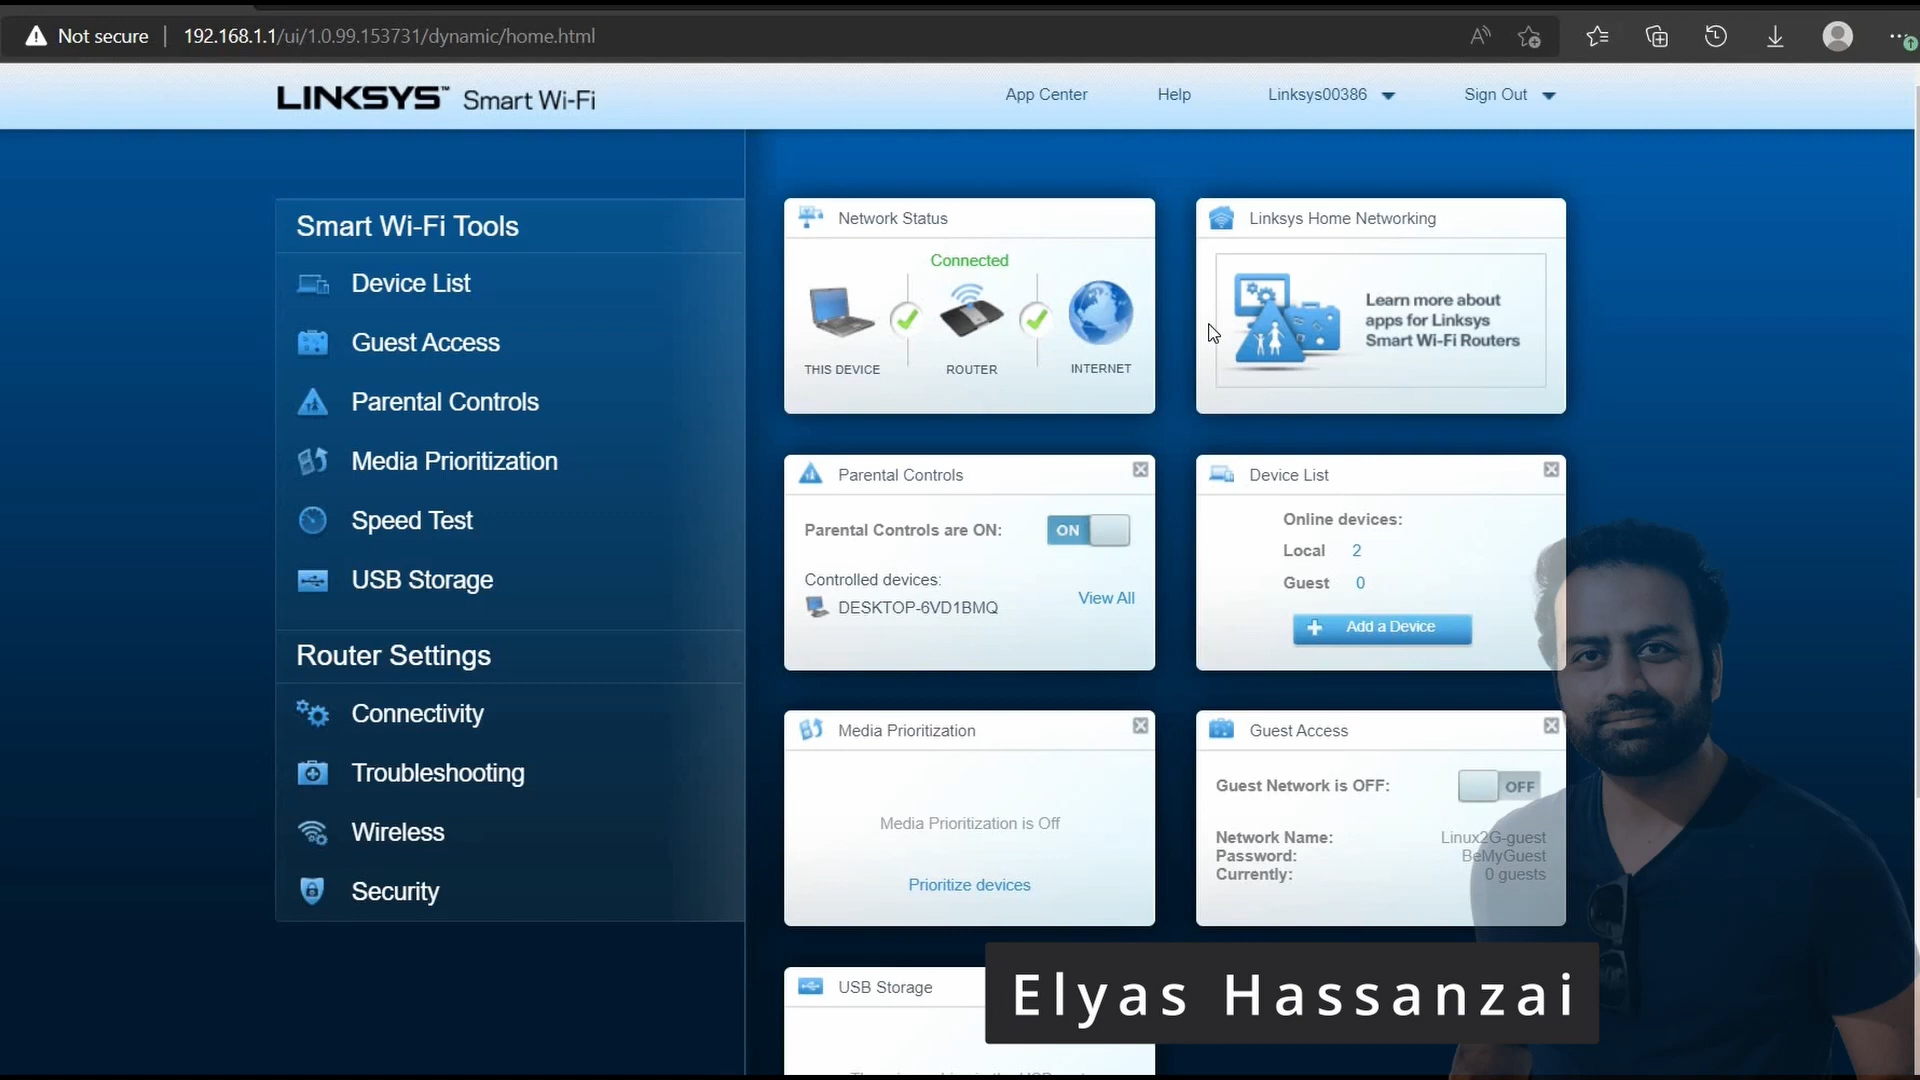 Not secure
192.168.1.1/ui/1.0.99.153731/dynamic/home.html
LINKSYS™ Smart Wi-Fi
App Center
Help
Linksys00386
Sign Out
Smart Wi-Fi Tools
Device List
Guest Access
Parental Controls
Media Prioritization
Speed Test
USB Storage
Router Settings
Connectivity
Troubleshooting
Wireless
Security
Network Status
Connected
THIS DEVICE
ROUTER
INTERNET
Linksys Home Networking
Learn more about
apps for Linksys
Smart Wi-Fi Routers
Parental Controls
Parental Controls are ON:
ON
Controlled devices:
DESKTOP-6VD1BMQ
View All
Device List
Online devices:
Local 2
Guest 0
Add a Device
Media Prioritization
Media Prioritization is Off
Prioritize devices
Guest Access
Guest Network is OFF:
OFF
Network Name: Linux2G-guest
Password: BeMyGuest
Currently: 0 guests
USB Storage
Elyas Hassanzai